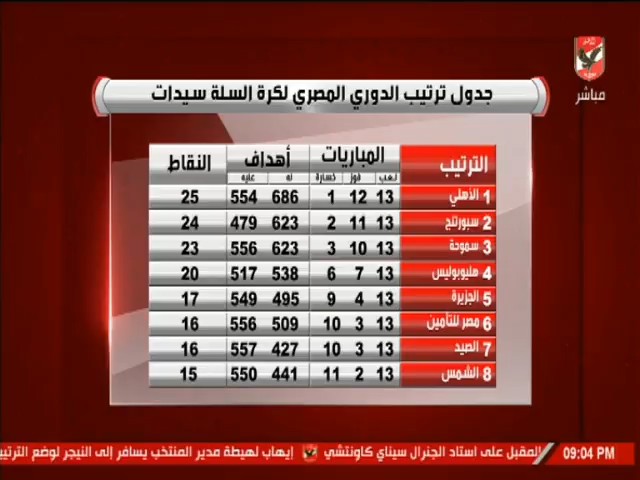 مباشر
جدول ترتيب الدوري المصري لكرة السلة سيدات
الترتيب المباريات أهداف النقاط
لعب فوز خسارة له عليه
1 الأهلي 13 12 1 686 554 25
2 سبورتنج 13 11 2 623 479 24
3 سموحة 13 10 3 623 556 23
4 هليوبوليس 13 7 6 538 517 20
5 الجزيرة 13 4 9 495 549 17
6 مصر للتأمين 13 3 10 509 556 16
7 الصيد 13 3 10 427 557 16
8 الشمس 13 2 11 441 550 15
09:04 PM المقبل على استاد الجنرال سيناي كاونتشي إيهاب لهيطة مدير المنتخب يسافر إلى النيجر لوضع الترتيب